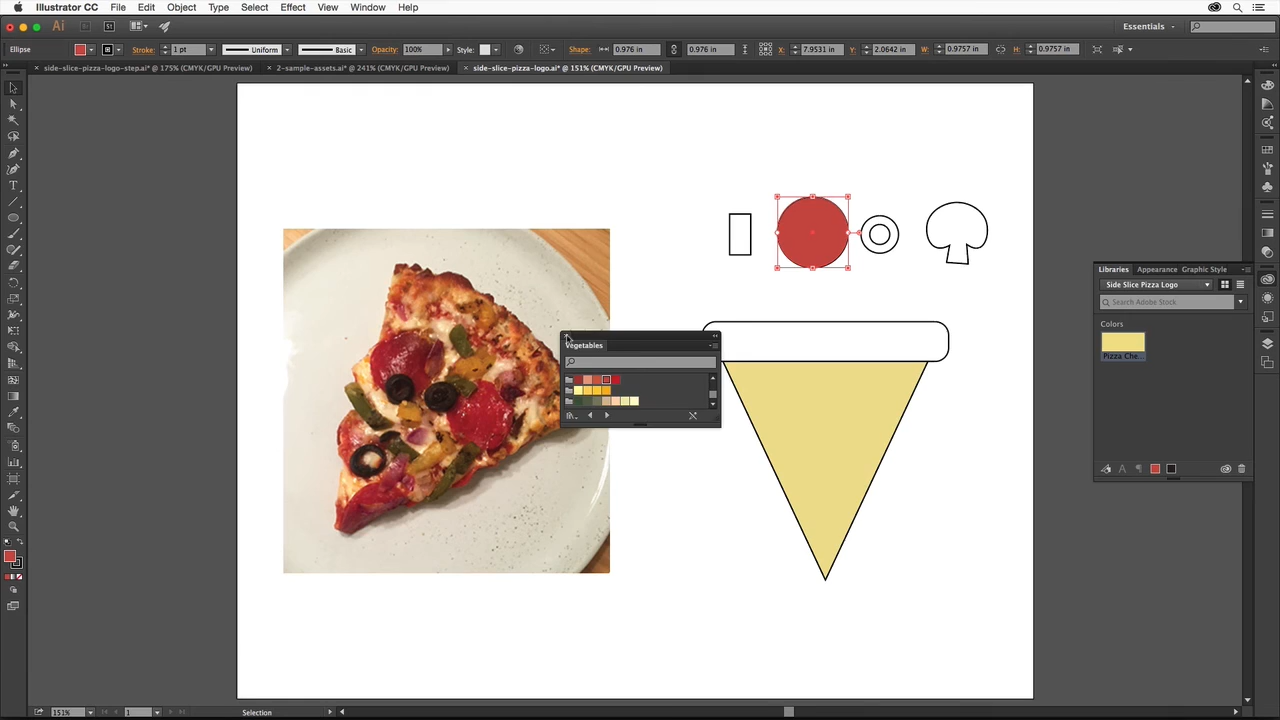 Illustrator CC File Edit Object Type Select Effect View Window Help
Ai St Essentials
Ellipse Stroke: 1 pt Uniform Basic Opacity: 100% Style: Shape: 0.976 in 0.976 in X: 7.9531 in Y: 2.0642 in W: 0.9757 in H: 0.9757 in
× side-slice-pizza-logo-step.ai* @ 175% (CMYK/GPU Preview) × 2-sample-assets.ai* @ 241% (CMYK/GPU Preview) × side-slice-pizza-logo.ai* @ 151% (CMYK/GPU Preview)
Libraries Appearance Graphic Style
Side Slice Pizza Logo
Search Adobe Stock
Colors
Pizza Che...
Vegetables
151% 1 Selection